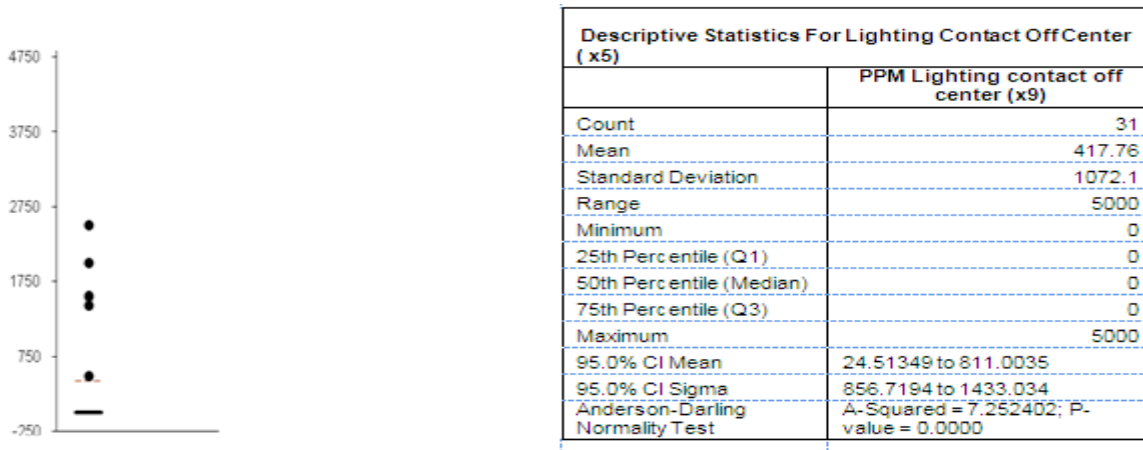 4750
3750
2750
1750
750
-250
Descriptive Statistics For Lighting Contact Off Center
( x5)
PPM Lighting contact off
center (x9)
Count 31
Mean 417.76
Standard Deviation 1072.1
Range 5000
Minimum 0
25th Percentile (Q1) 0
50th Percentile (Median) 0
75th Percentile (Q3) 0
Maximum 5000
95.0% CI Mean 24.51349 to 811.0035
95.0% CI Sigma 856.7194 to 1433.034
Anderson-Darling A-Squared = 7.252402; P-
Normality Test value = 0.0000